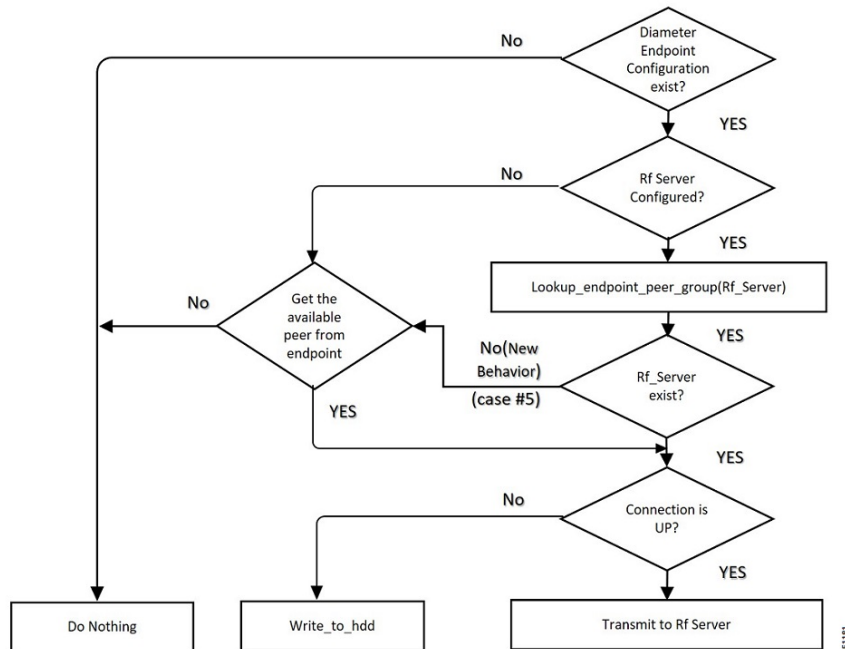 No
Diameter
Endpoint
Configuration
exist?
YES
No
Rf Server
Configured?
YES
Lookup_endpoint_peer_group(Rf_Server)
YES
No
Get the
available
peer from
endpoint
YES
No(New
Behavior)
(case #5)
Rf_Server
exist?
YES
No
Connection is
UP?
YES
Do Nothing
Write_to_hdd
Transmit to Rf Server